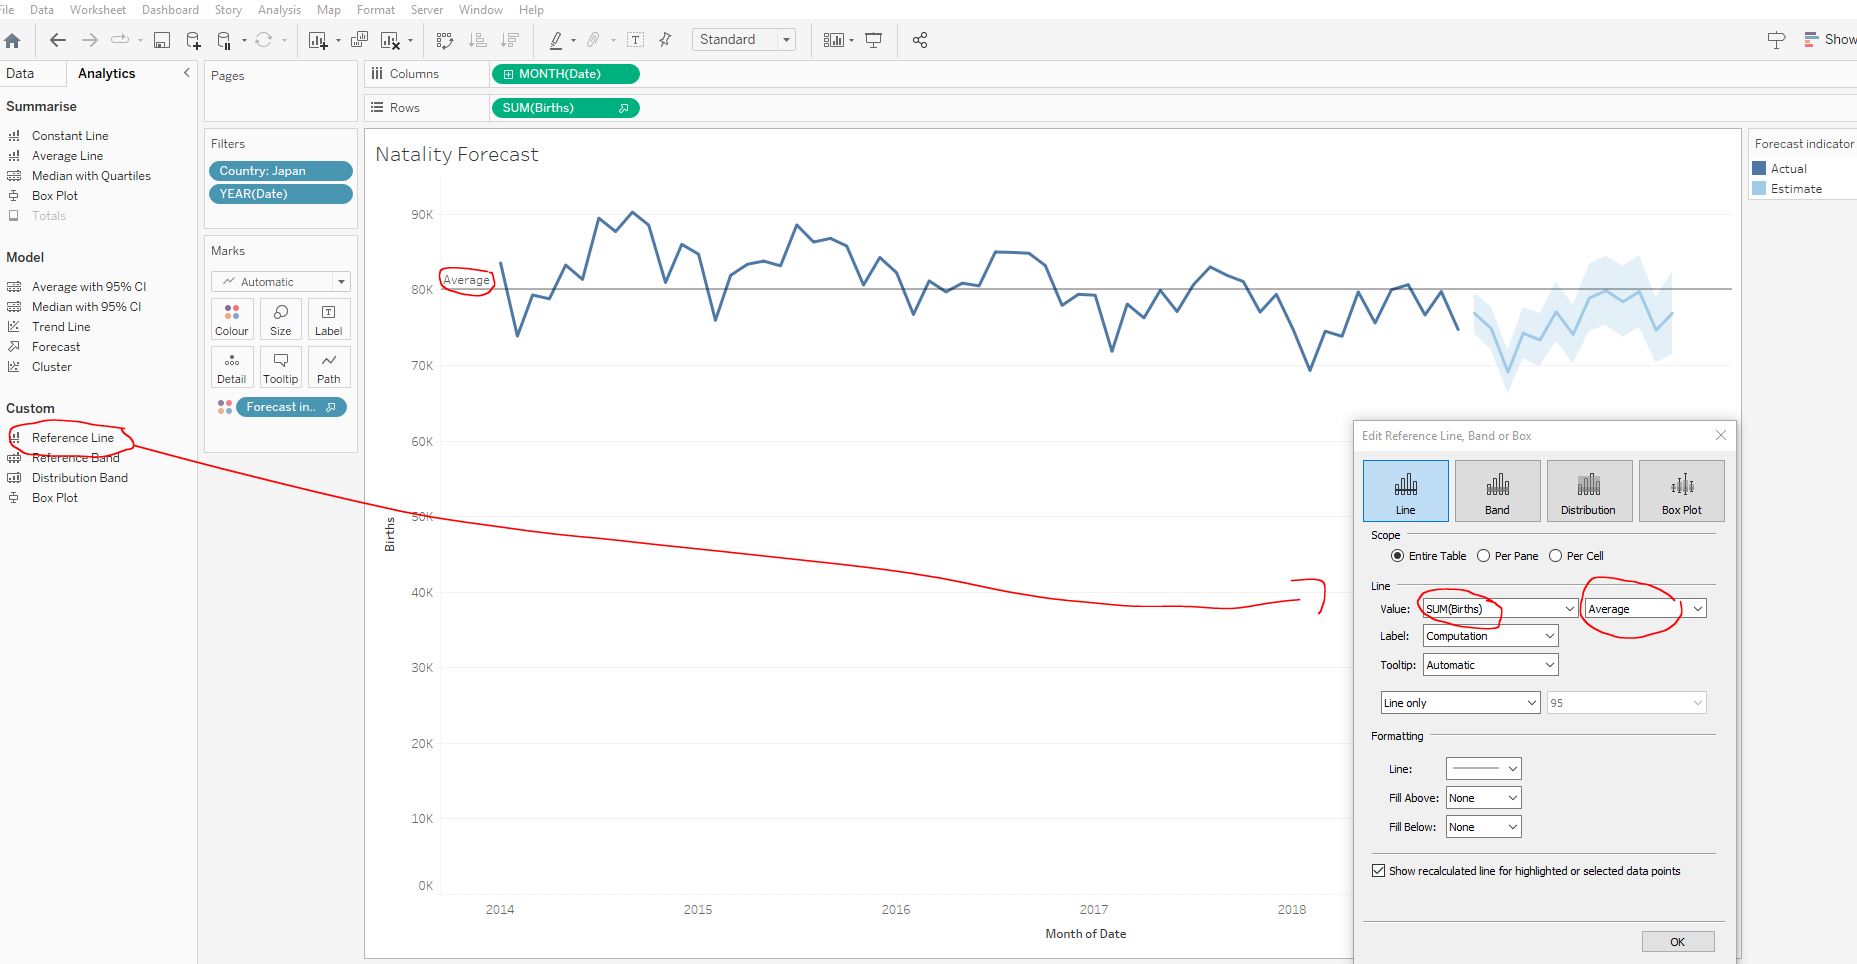 File Data Worksheet Dashboard Story Analysis Map Format Server Window Help
Standard
Show
Data Analytics
Summarise
Constant Line
Average Line
Median with Quartiles
Box Plot
Totals
Model
Average with 95% CI
Median with 95% CI
Trend Line
Forecast
Cluster
Custom
Reference Line
Reference Band
Distribution Band
Box Plot
Pages
Filters
Country: Japan
YEAR(Date)
Marks
Automatic
Colour Size Label
Detail Tooltip Path
Forecast in..
Columns MONTH(Date)
Rows SUM(Births)
Natality Forecast
90K
Average
80K
70K
60K
50K
40K
30K
20K
10K
0K
Births
2014 2015 2016 2017 2018
Month of Date
Forecast indicator
Actual
Estimate
Edit Reference Line, Band or Box
Line Band Distribution Box Plot
Scope
Entire Table Per Pane Per Cell
Line
Value: SUM(Births) Average
Label: Computation
Tooltip: Automatic
Line only 95
Formatting
Line:
Fill Above: None
Fill Below: None
Show recalculated line for highlighted or selected data points
OK